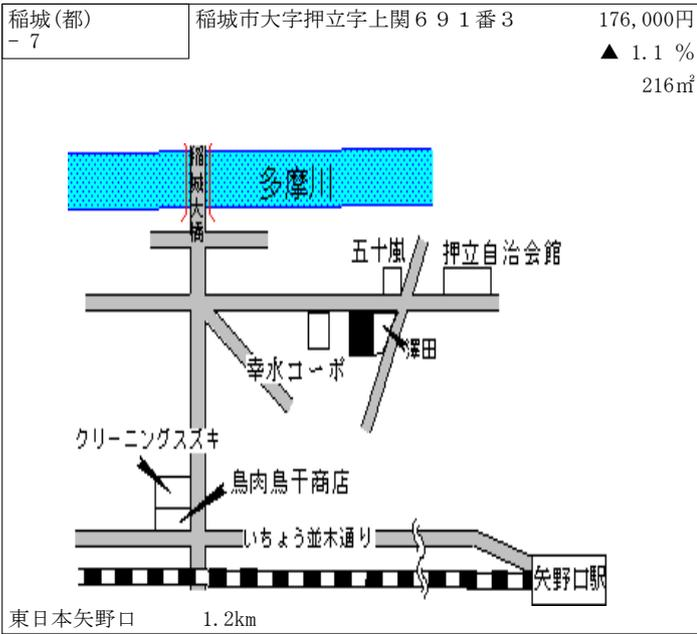 稲城(都)
－ 7
稲城市大字押立字上関６９１番３
176,000円
▲ 1.1 %
216㎡
稲城大橋
多摩川
五十嵐
押立自治会館
澤田
幸水コーポ
クリーニングスズキ
鳥肉鳥干商店
いちょう並木通り
矢野口駅
東日本矢野口
1.2km